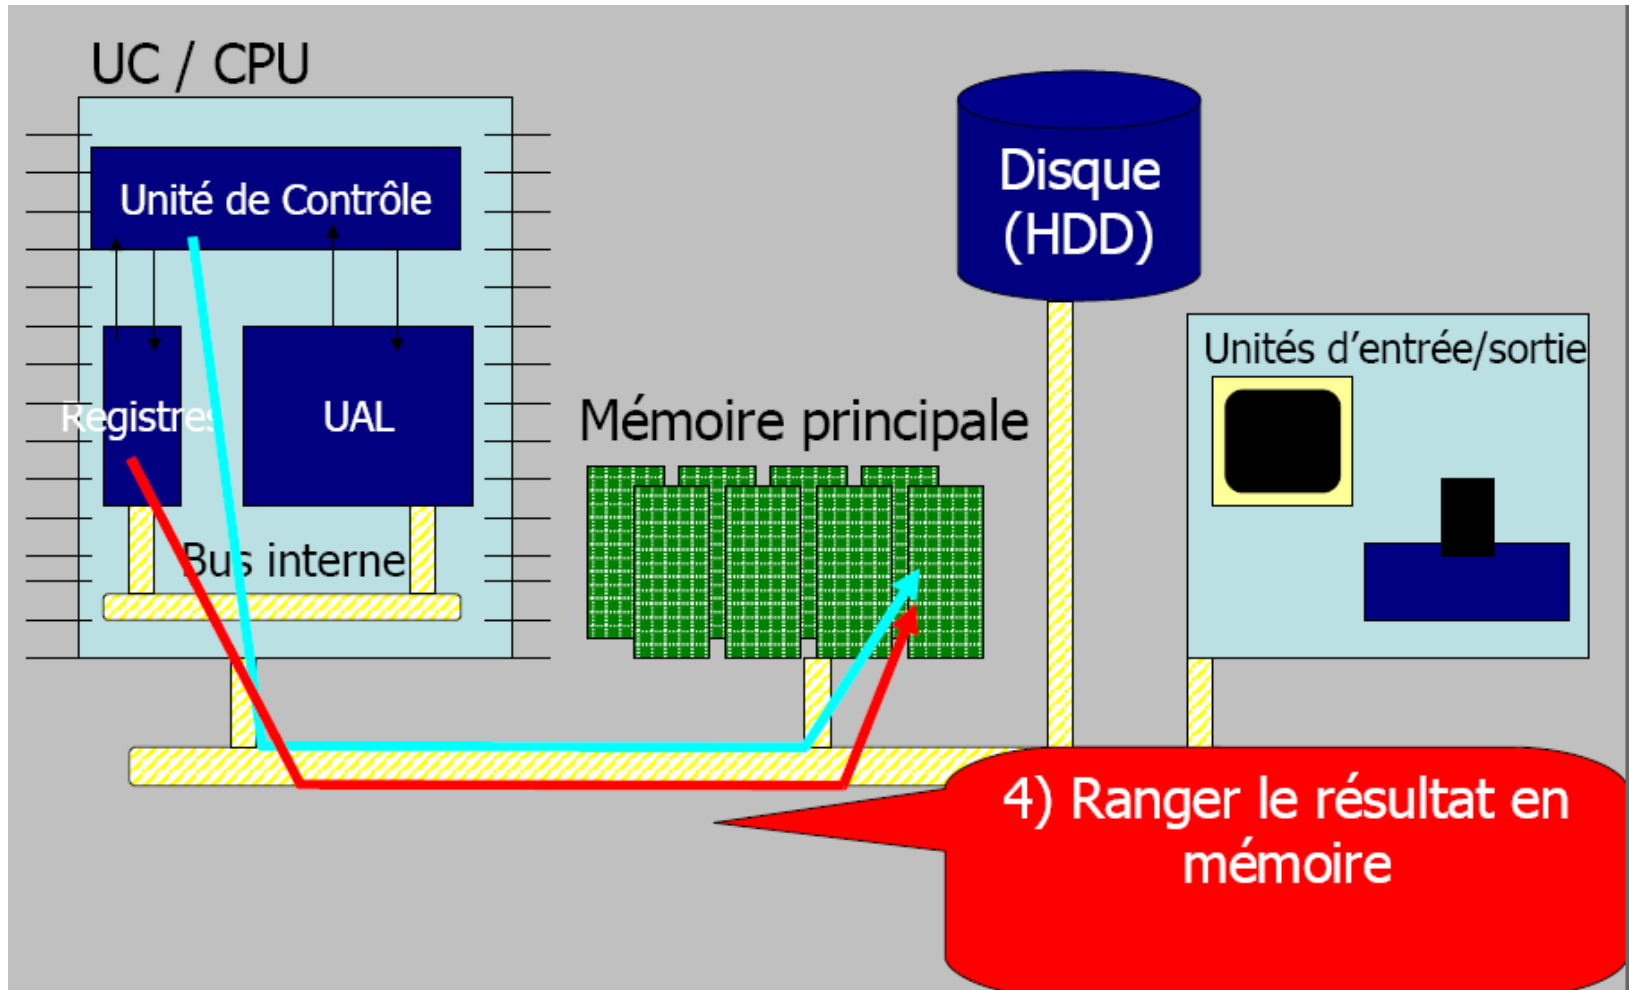 UC / CPU
Unité de Contrôle
Registres
UAL
Bus interne
Mémoire principale
Disque
(HDD)
Unités d’entrée/sortie
4) Ranger le résultat en
mémoire